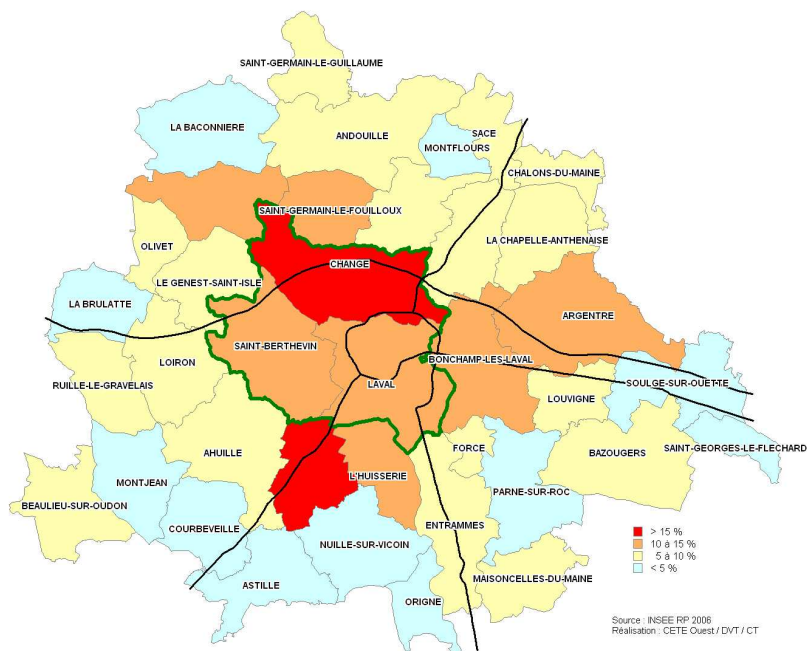 SAINT-GERMAIN-LE-GUILLAUME
LA BACONNIERE
ANDOUILLE
SACE
MONTFLOURS
CHALONS-DU-MAINE
SAINT-GERMAIN-LE-FOUILLOUX
OLIVET
LA CHAPELLE-ANTHENAISE
CHANGE
LE GENEST-SAINT-ISLE
LA BRULATTE
ARGENTRE
SAINT-BERTHEVIN
BONCHAMP-LES-LAVAL
LOIRON
RUILLE-LE-GRAVELAIS
LAVAL
SOULGE-SUR-OUETTE
LOUVIGNE
FORCE
SAINT-GEORGES-LE-FLECHARD
BAZOUGERS
AHUILLE
L'HUISSERIE
MONTJEAN
PARNE-SUR-ROC
BEAULIEU-SUR-OUDON
COURBEVEILLE
ENTRAMMES
NUILLE-SUR-VICOIN
MAISONCELLES-DU-MAINE
ASTILLE
ORIGNE
> 15 %
10 à 15 %
5 à 10 %
< 5 %
Source : INSEE RP 2006
Réalisation : CETE Ouest / DVT / CT